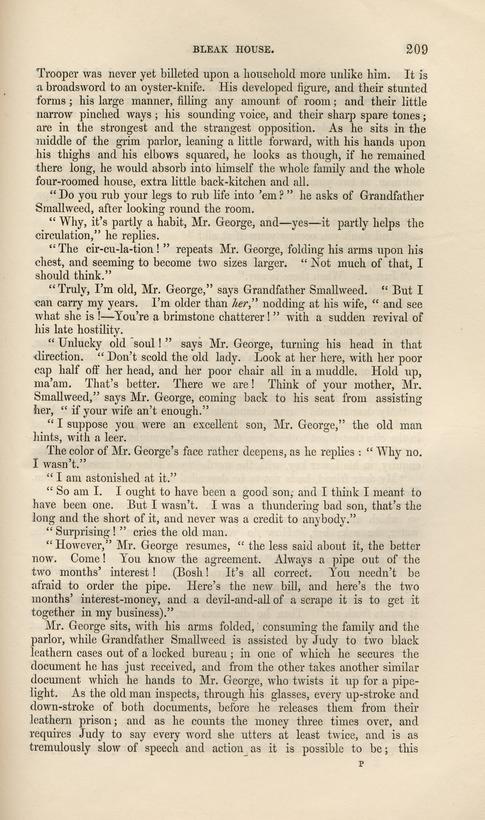 BLEAK HOUSE. 209
Trooper was never yet billeted upon a household more unlike him. It is
a broadsword to an oyster-knife. His developed figure, and their stunted
forms; his large manner, filling any amount of room; and their little
narrow pinched ways; his sounding voice, and their sharp spare tones;
are in the strongest and the strangest opposition. As he sits in the
middle of the grim parlor, leaning a little forward, with his hands upon
his thighs and his elbows squared, he looks as though, if he remained
there long, he would absorb into himself the whole family and the whole
four-roomed house, extra little back-kitchen and all.
"Do you rub your legs to rub life into 'em?" he asks of Grandfather
Smallweed, after looking round the room.
"Why, it's partly a habit, Mr. George, and—yes—it partly helps the
circulation," he replies.
"The cir-cu-la-tion!" repeats Mr. George, folding his arms upon his
chest, and seeming to become two sizes larger. "Not much of that, I
should think."
"Truly, I'm old, Mr. George," says Grandfather Smallweed. "But I
can carry my years. I'm older than her," nodding at his wife, "and see
what she is!—You're a brimstone chatterer!" with a sudden revival of
his late hostility.
"Unlucky old soul!" says Mr. George, turning his head in that
direction. "Don't scold the old lady. Look at her here, with her poor
cap half off her head, and her poor chair all in a muddle. Hold up,
ma'am. That's better. There we are! Think of your mother, Mr.
Smallweed," says Mr. George, coming back to his seat from assisting
her, "if your wife an't enough."
"I suppose you were an excellent son, Mr. George," the old man
hints, with a leer.
The color of Mr. George's face rather deepens, as he replies: "Why no.
I wasn't."
"I am astonished at it."
"So am I. I ought to have been a good son, and I think I meant to
have been one. But I wasn't. I was a thundering bad son, that's the
long and the short of it, and never was a credit to anybody."
"Surprising!" cries the old man.
"However," Mr. George resumes, "the less said about it, the better
now. Come! You know the agreement. Always a pipe out of the
two months' interest! (Bosh! It's all correct. You needn't be
afraid to order the pipe. Here's the new bill, and here's the two
months' interest-money, and a devil-and-all of a scrape it is to get it
together in my business)."
Mr. George sits, with his arms folded, consuming the family and the
parlor, while Grandfather Smallweed is assisted by Judy to two black
leathern cases out of a locked bureau; in one of which he secures the
document he has just received, and from the other takes another similar
document which he hands to Mr. George, who twists it up for a pipe-
light. As the old man inspects, through his glasses, every up-stroke and
down-stroke of both documents, before he releases them from their
leathern prison; and as he counts the money three times over, and
requires Judy to say every word she utters at least twice, and is as
tremulously slow of speech and action as it is possible to be; this
P